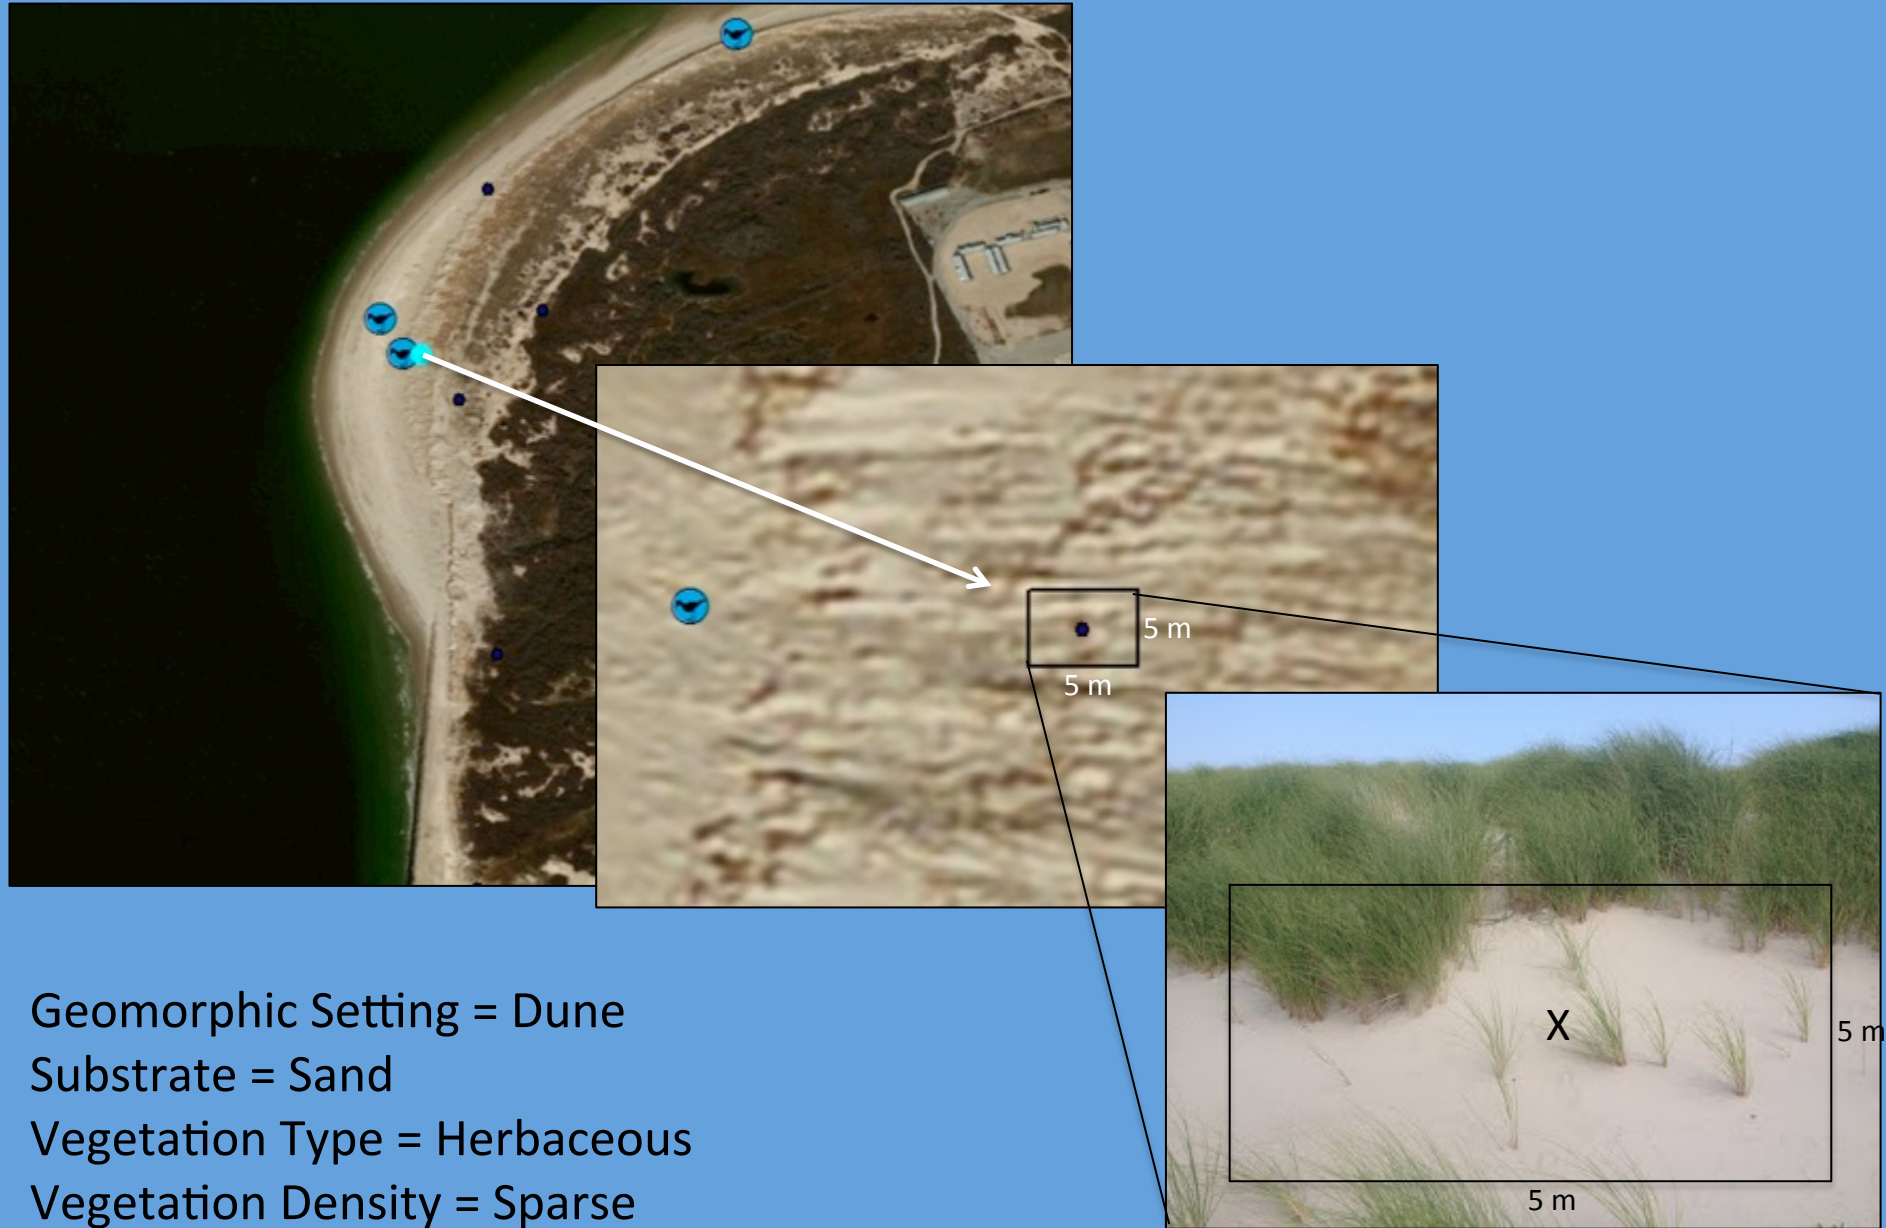 5 m
5 m
X
5 m
5 m
Geomorphic Setting = Dune
Substrate = Sand
Vegetation Type = Herbaceous
Vegetation Density = Sparse